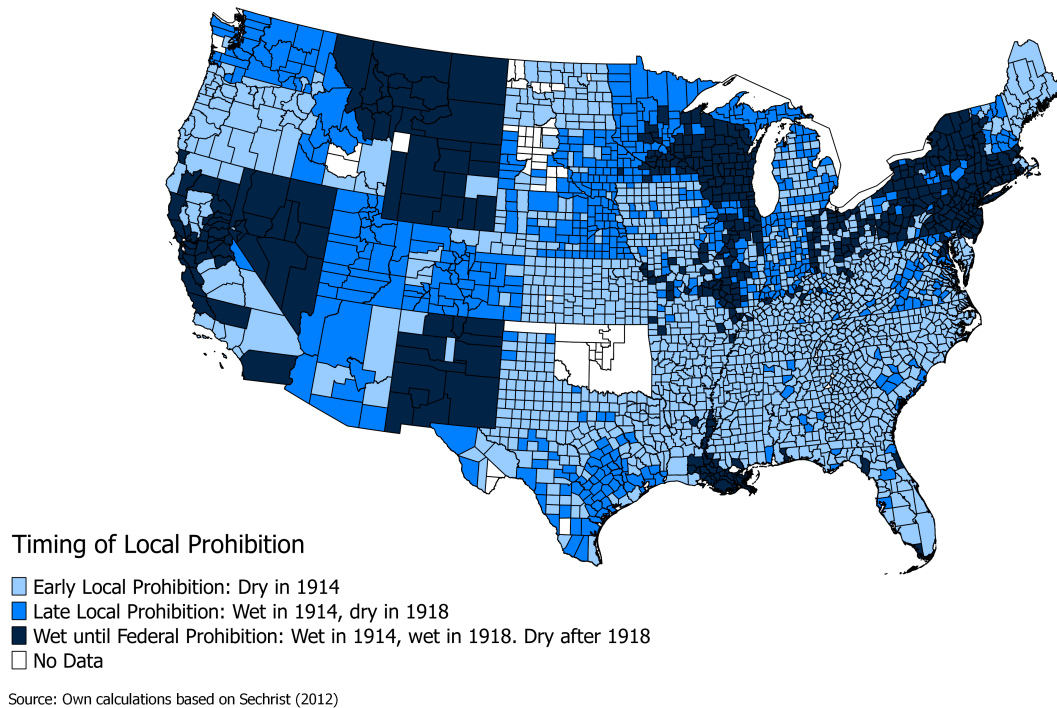 Timing of Local Prohibition
Early Local Prohibition: Dry in 1914
Late Local Prohibition: Wet in 1914, dry in 1918
Wet until Federal Prohibition: Wet in 1914, wet in 1918. Dry after 1918
No Data
Source: Own calculations based on Sechrist (2012)